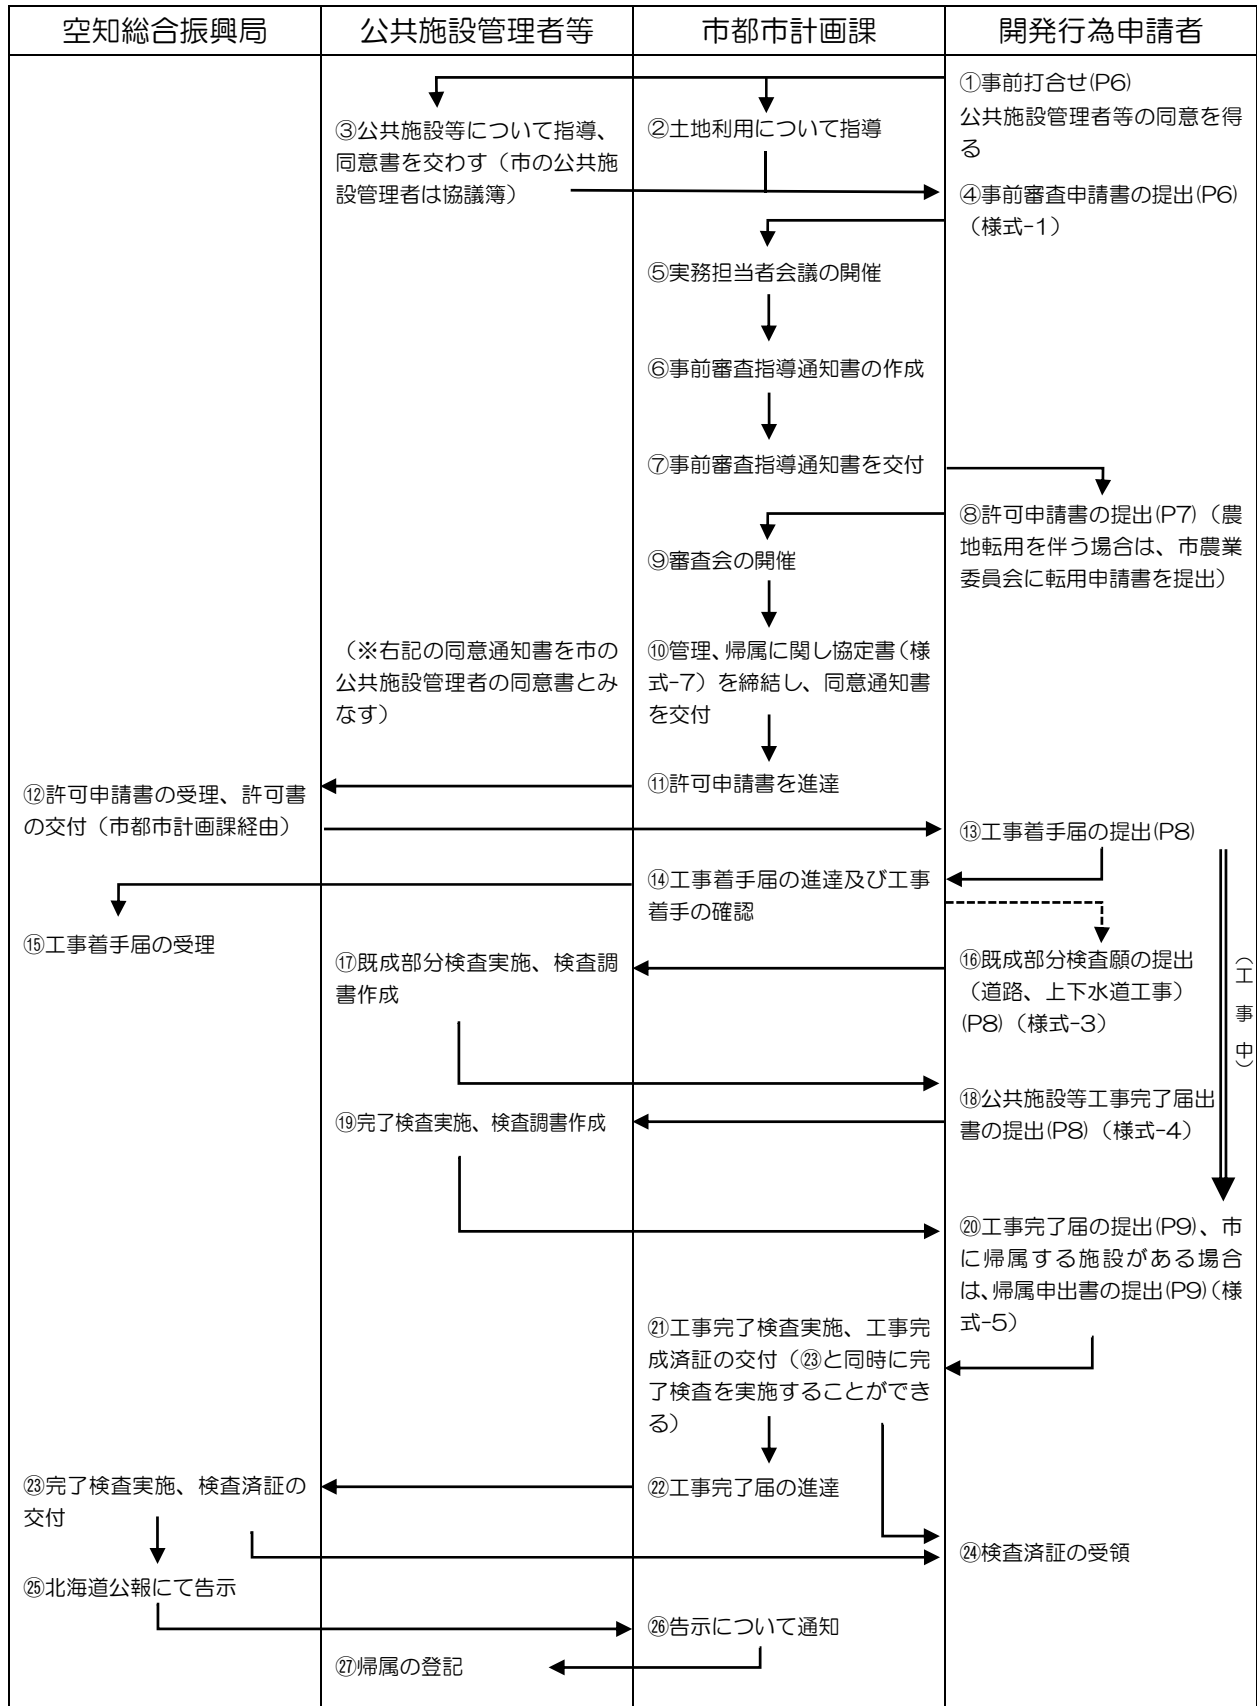 空知総合振興局
公共施設管理者等
市都市計画課
開発行為申請者
①事前打合せ(P6)
公共施設管理者等の同意を得
る
②土地利用について指導
③公共施設等について指導、
同意書を交わす（市の公共施
設管理者は協議簿）
④事前審査申請書の提出(P6)
（様式-1）
⑤実務担当者会議の開催
⑥事前審査指導通知書の作成
⑦事前審査指導通知書を交付
⑧許可申請書の提出(P7)（農
地転用を伴う場合は、市農業
委員会に転用申請書を提出）
⑨審査会の開催
（※右記の同意通知書を市の
公共施設管理者の同意書とみ
なす）
⑩管理、帰属に関し協定書（様
式-7）を締結し、同意通知書
を交付
⑪許可申請書を進達
⑫許可申請書の受理、許可書
の交付（市都市計画課経由）
⑬工事着手届の提出(P8)
⑭工事着手届の進達及び工事
着手の確認
⑮工事着手届の受理
⑯既成部分検査願の提出
（道路、上下水道工事）
(P8)（様式-3）
（工事中）
⑰既成部分検査実施、検査調
書作成
⑱公共施設等工事完了届出
書の提出(P8)（様式-4）
⑲完了検査実施、検査調書作成
⑳工事完了届の提出(P9)、市
に帰属する施設がある場合
は、帰属申出書の提出(P9)（様
式-5）
㉑工事完了検査実施、工事完
成済証の交付（㉓と同時に完
了検査を実施することができ
る）
㉒工事完了届の進達
㉓完了検査実施、検査済証の
交付
㉔検査済証の受領
㉕北海道公報にて告示
㉖告示について通知
㉗帰属の登記